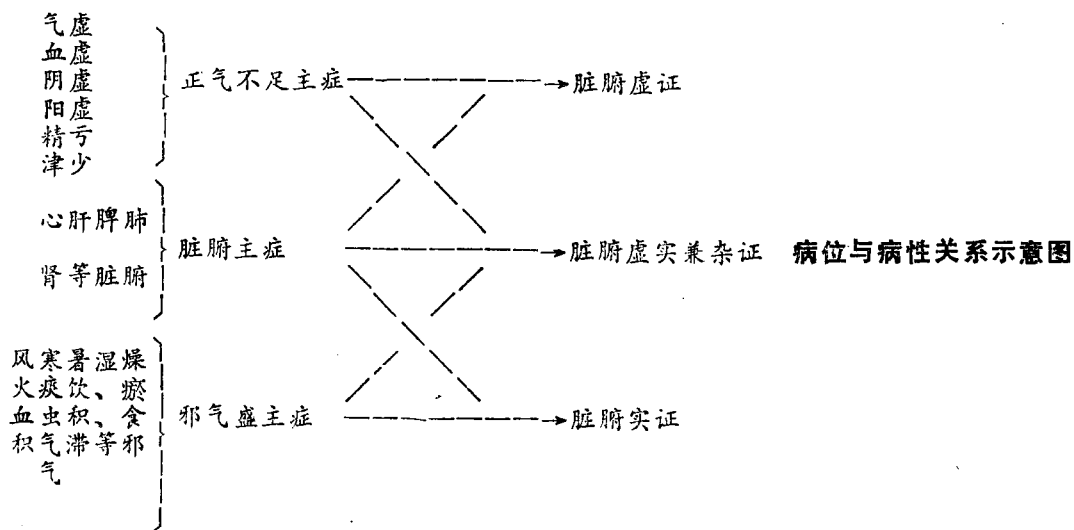 气虚
血虚
阴虚
阳虚
精亏
津少
正气不足主症
脏腑虚证
心肝脾肺
肾等脏腑
脏腑主症
脏腑虚实兼杂证
病位与病性关系示意图
风寒暑湿燥
火痰饮、瘀
血虫积、食
积气滞等邪
气
邪气盛主症
脏腑实证